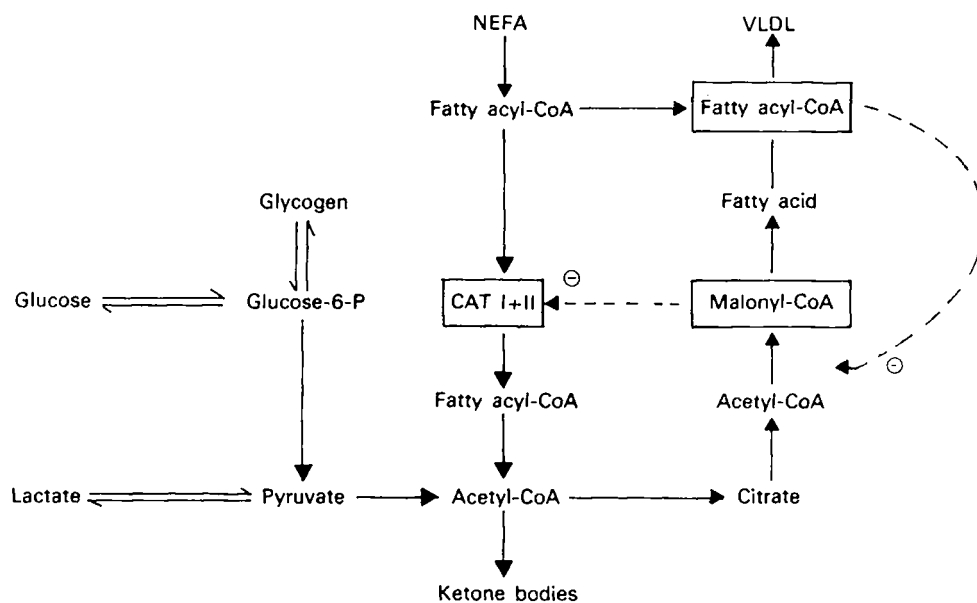 NEFA
VLDL
Fatty acyl-CoA
Fatty acyl-CoA
Glycogen
Fatty acid
⊖
Glucose
Glucose-6-P
CAT I+II
Malonyl-CoA
⊖
Fatty acyl-CoA
Acetyl-CoA
Lactate
Pyruvate
Acetyl-CoA
Citrate
Ketone bodies